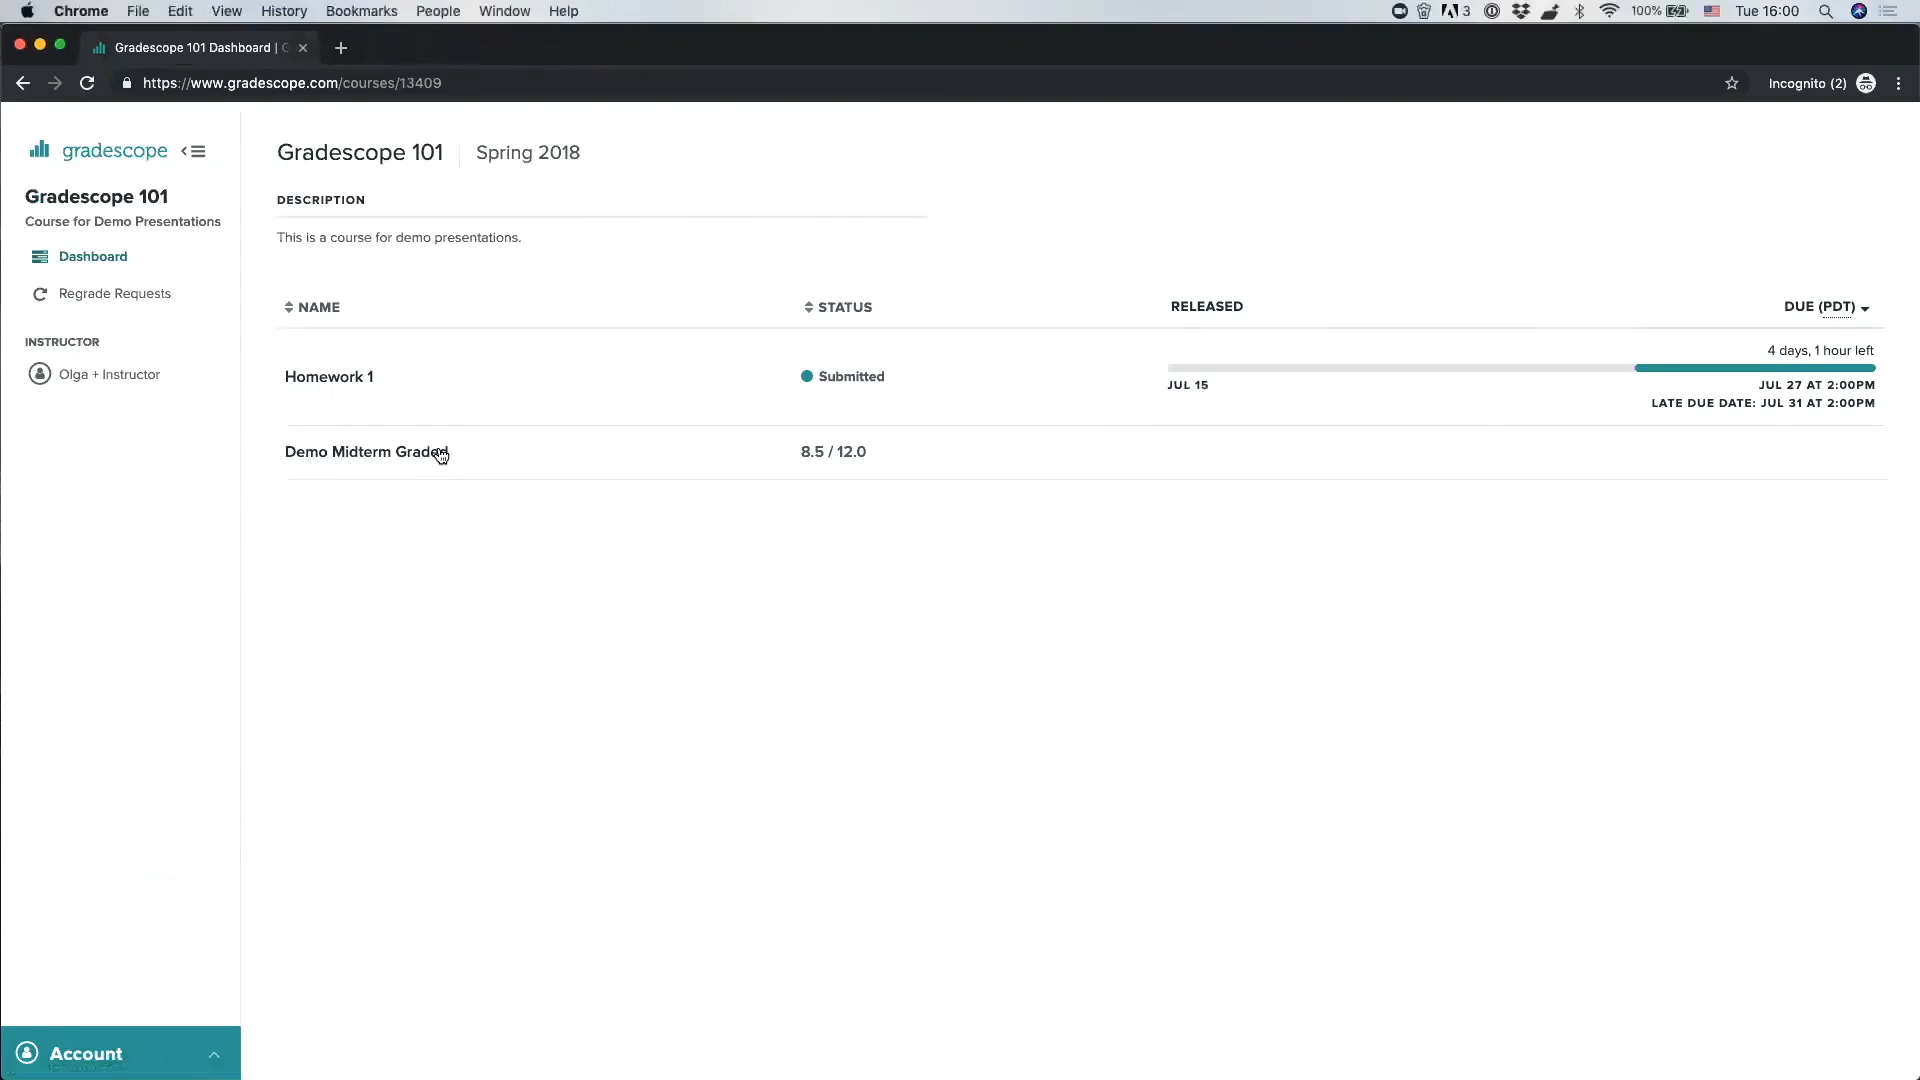 Chrome File Edit View History Bookmarks People Window Help 3 100% Tue 16:00
Gradescope 101 Dashboard | G
https://www.gradescope.com/courses/13409 Incognito (2)
gradescope
Gradescope 101
Course for Demo Presentations
Dashboard
Regrade Requests
INSTRUCTOR
Olga + Instructor
Account
Gradescope 101 Spring 2018
DESCRIPTION
This is a course for demo presentations.
NAME STATUS RELEASED DUE (PDT)
4 days, 1 hour left
Homework 1 Submitted
JUL 15 JUL 27 AT 2:00PM
LATE DUE DATE: JUL 31 AT 2:00PM
Demo Midterm Graded 8.5 / 12.0